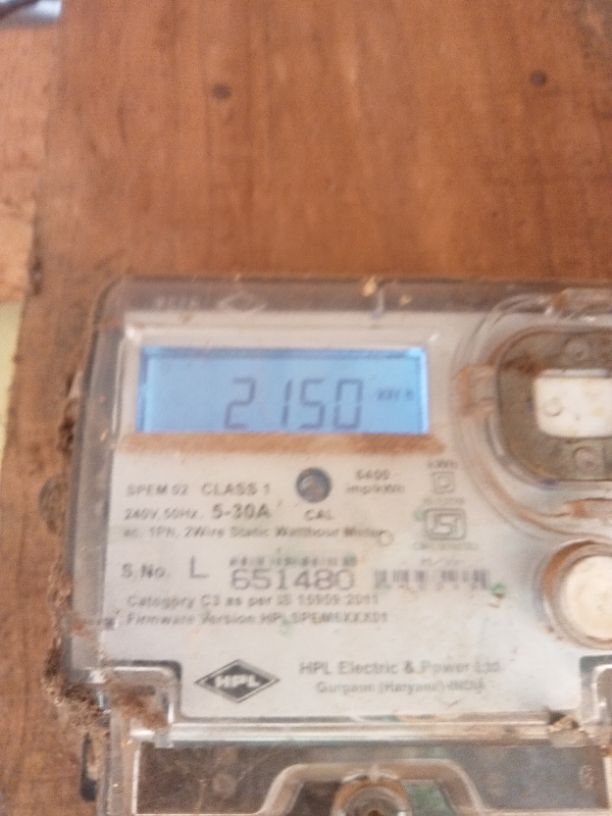 2150 kWh
SPEM 02 CLASS 1
6400 imp/kWh
240V, 50Hz, 5-30A CAL
ac, 1Ph, 2Wire Static Watthour Meter
S.No. L 651480
Category C3 as per IS 15959:2011
Firmware Version:HPLSPEM5XXX01
HPL
HPL Electric & Power Ltd.
Gurgaon (Haryana)-INDIA